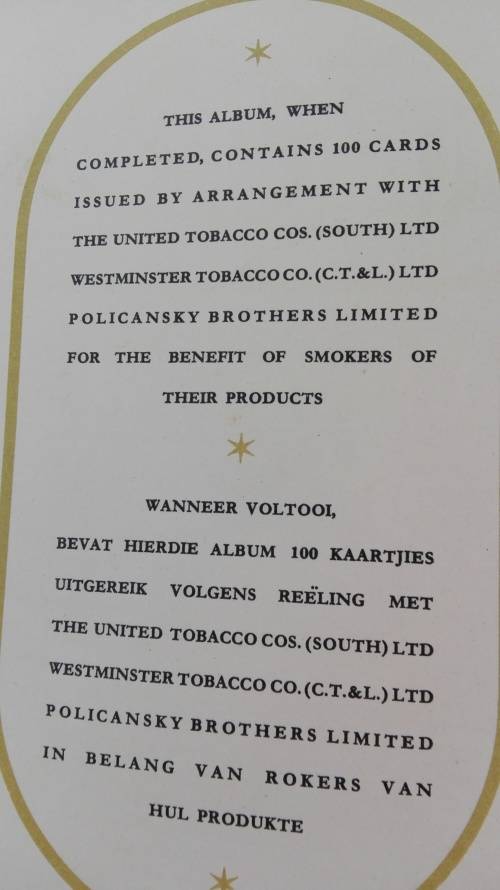 THIS ALBUM, WHEN
COMPLETED, CONTAINS 100 CARDS
ISSUED BY ARRANGEMENT WITH
THE UNITED TOBACCO COS. (SOUTH) LTD
WESTMINSTER TOBACCO CO. (C.T.&L.) LTD
POLICANSKY BROTHERS LIMITED
FOR THE BENEFIT OF SMOKERS OF
THEIR PRODUCTS
WANNEER VOLTOOI,
BEVAT HIERDIE ALBUM 100 KAARTJIES
UITGEREIK VOLGENS REËLING MET
THE UNITED TOBACCO COS. (SOUTH) LTD
WESTMINSTER TOBACCO CO. (C.T.&L.) LTD
POLICANSKY BROTHERS LIMITED
IN BELANG VAN ROKERS VAN
HUL PRODUKTE